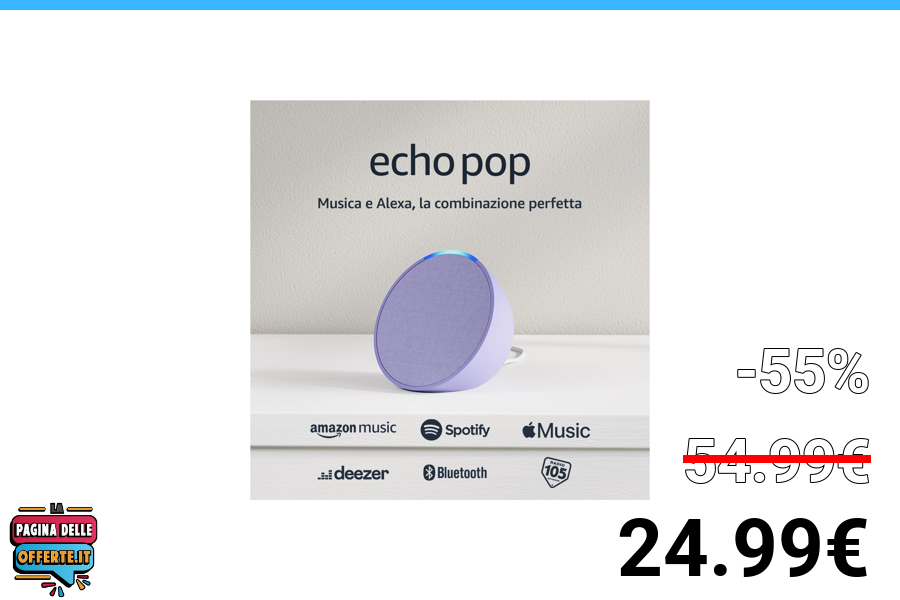 echo pop
Musica e Alexa, la combinazione perfetta
amazon music
Spotify
Music
deezer
Bluetooth
RADIO
105
-55%
54.99€
24.99€
LA
PAGINA DELLE
OFFERTE.IT